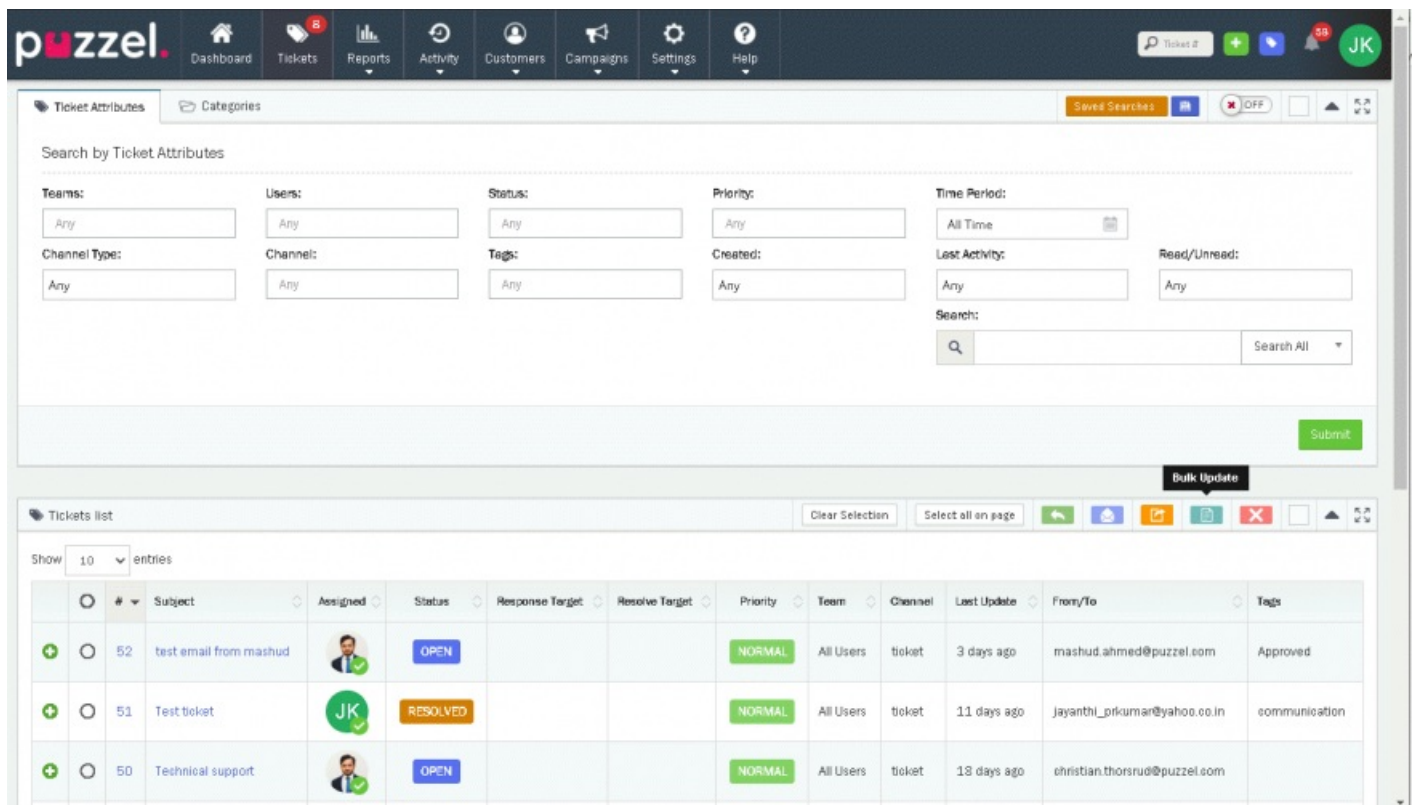 puzzel.
Dashboard
Tickets
Reports
Activity
Customers
Campaigns
Settings
Help
Ticket #
JK
Ticket Attributes
Categories
Saved Searches
OFF
Search by Ticket Attributes
Teams: Users: Status: Priority: Time Period:
Any Any Any Any All Time
Channel Type: Channel: Tags: Created: Last Activity: Read/Unread:
Any Any Any Any Any Any
Search:
Search All
Submit
Bulk Update
Tickets list
Clear Selection
Select all on page
Show 10 entries
# Subject Assigned Status Response Target Resolve Target Priority Team Channel Last Update From/To Tags
52 test email from mashud OPEN NORMAL All Users ticket 3 days ago mashud.ahmed@puzzel.com Approved
51 Test ticket JK RESOLVED NORMAL All Users ticket 11 days ago jayanthi_prkumar@yahoo.co.in communication
50 Technical support OPEN NORMAL All Users ticket 18 days ago christian.thorsrud@puzzel.com